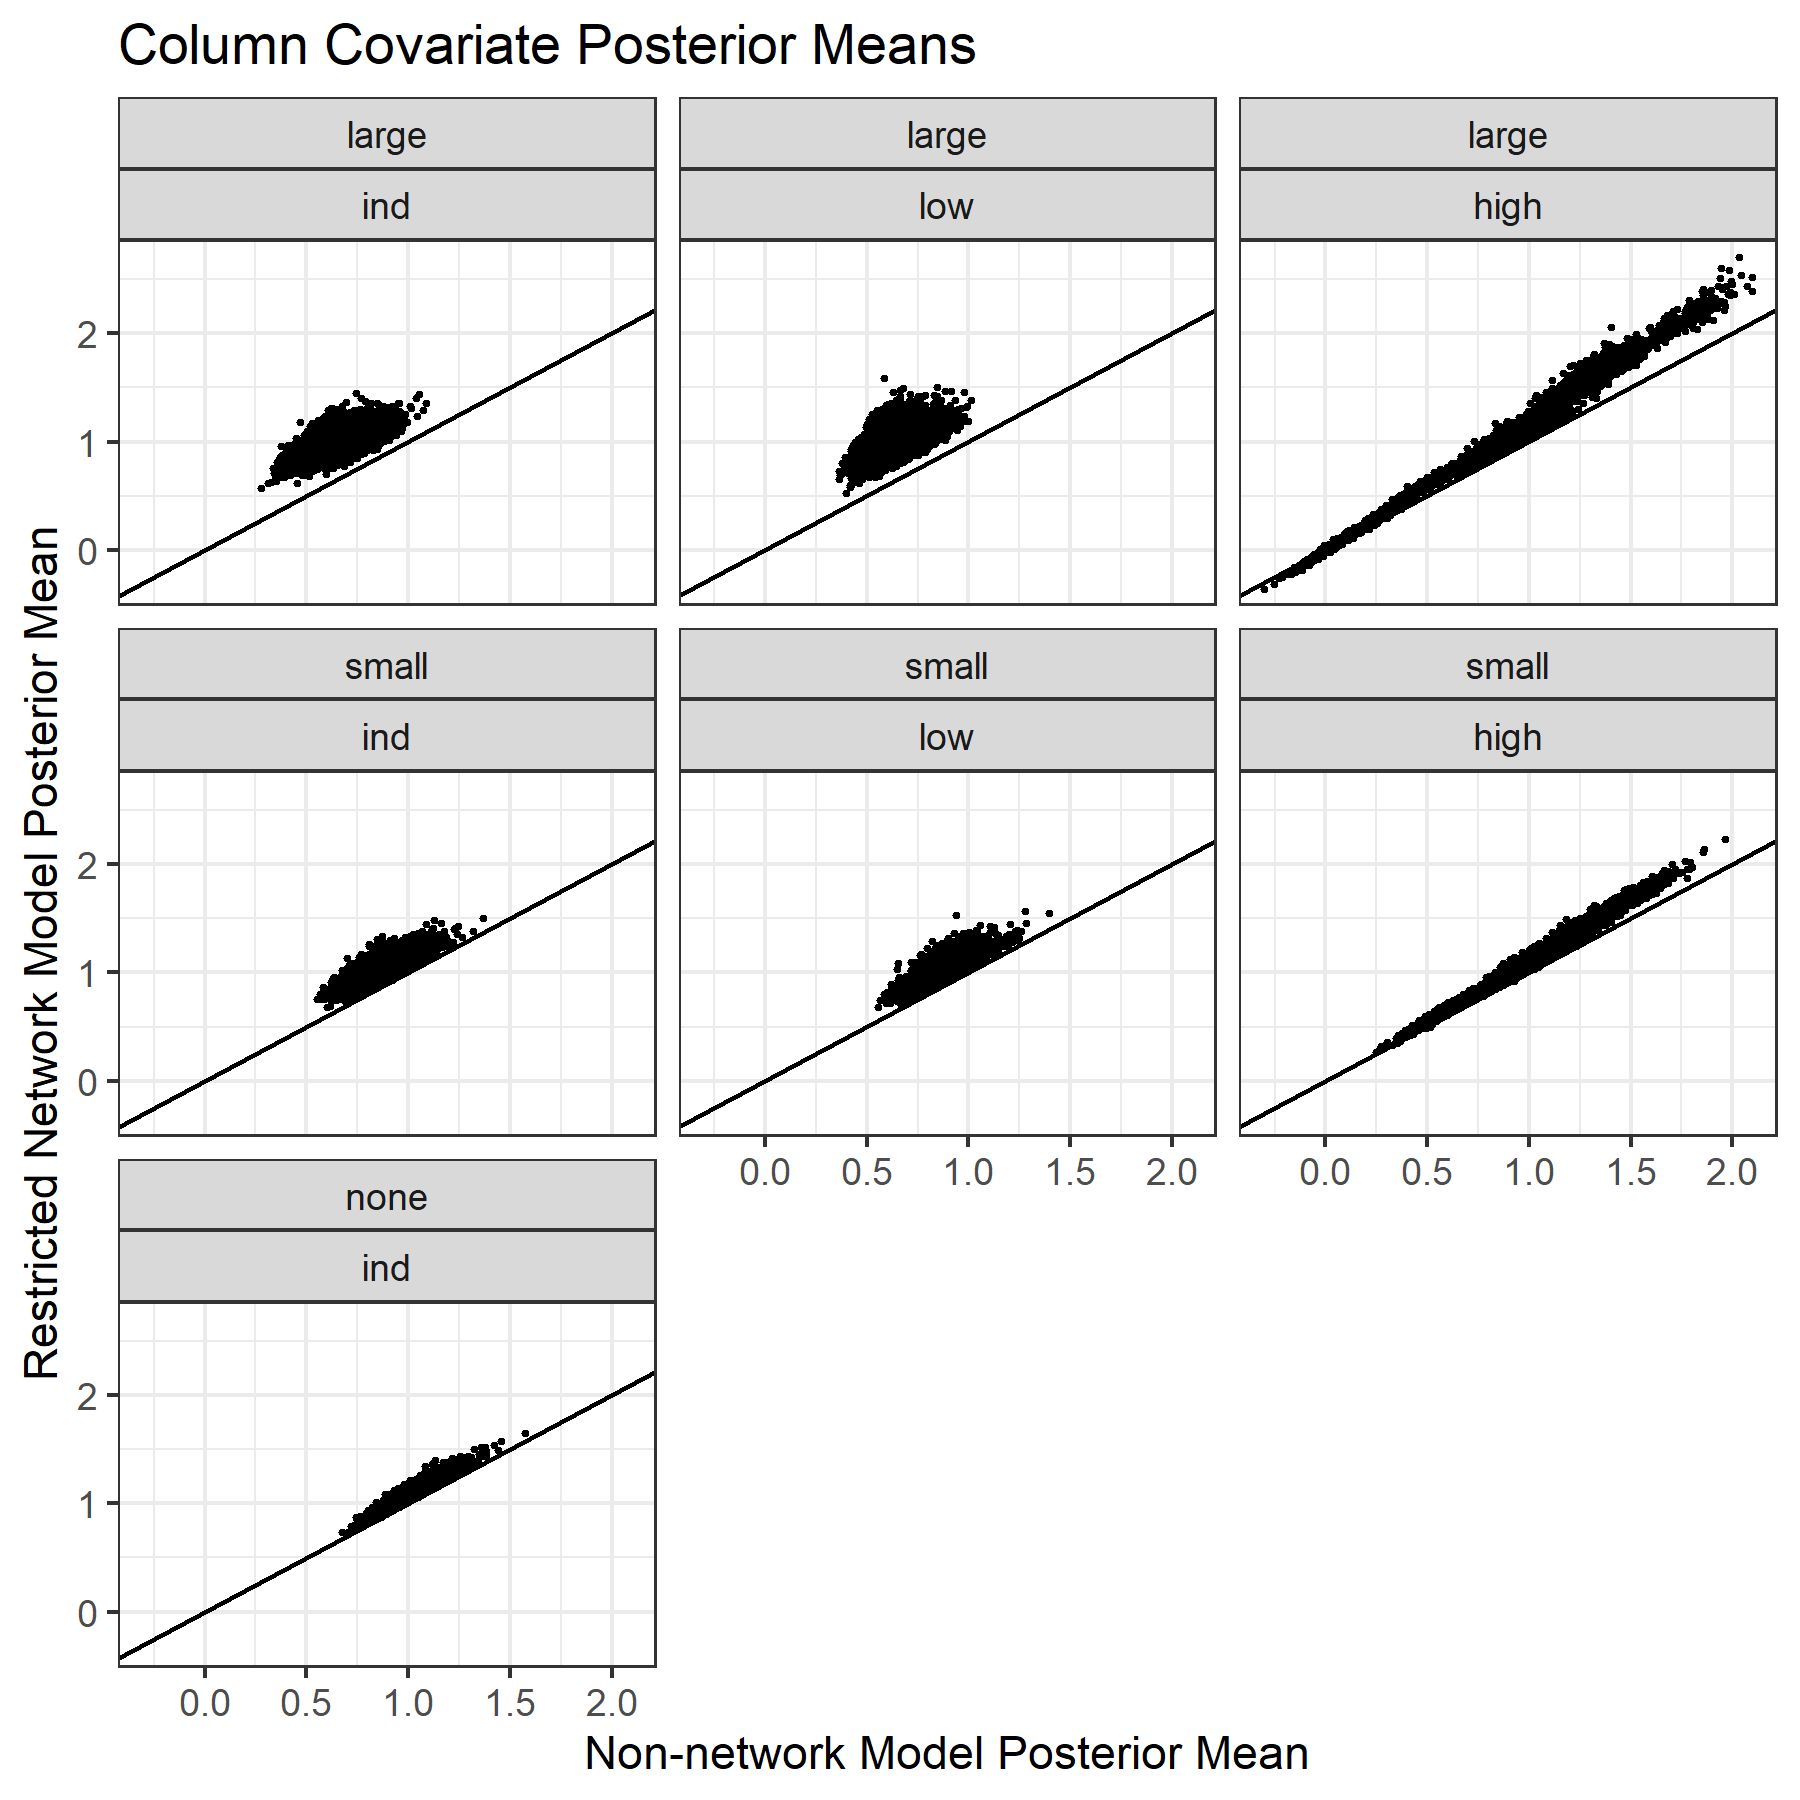 Column Covariate Posterior Means
large
large
large
ind
low
high
2
1
0
small
small
small
ind
low
high
2
1
0
0.0 0.5 1.0 1.5 2.0
0.0 0.5 1.0 1.5 2.0
none
ind
2
1
0
0.0 0.5 1.0 1.5 2.0
Non-network Model Posterior Mean
Restricted Network Model Posterior Mean